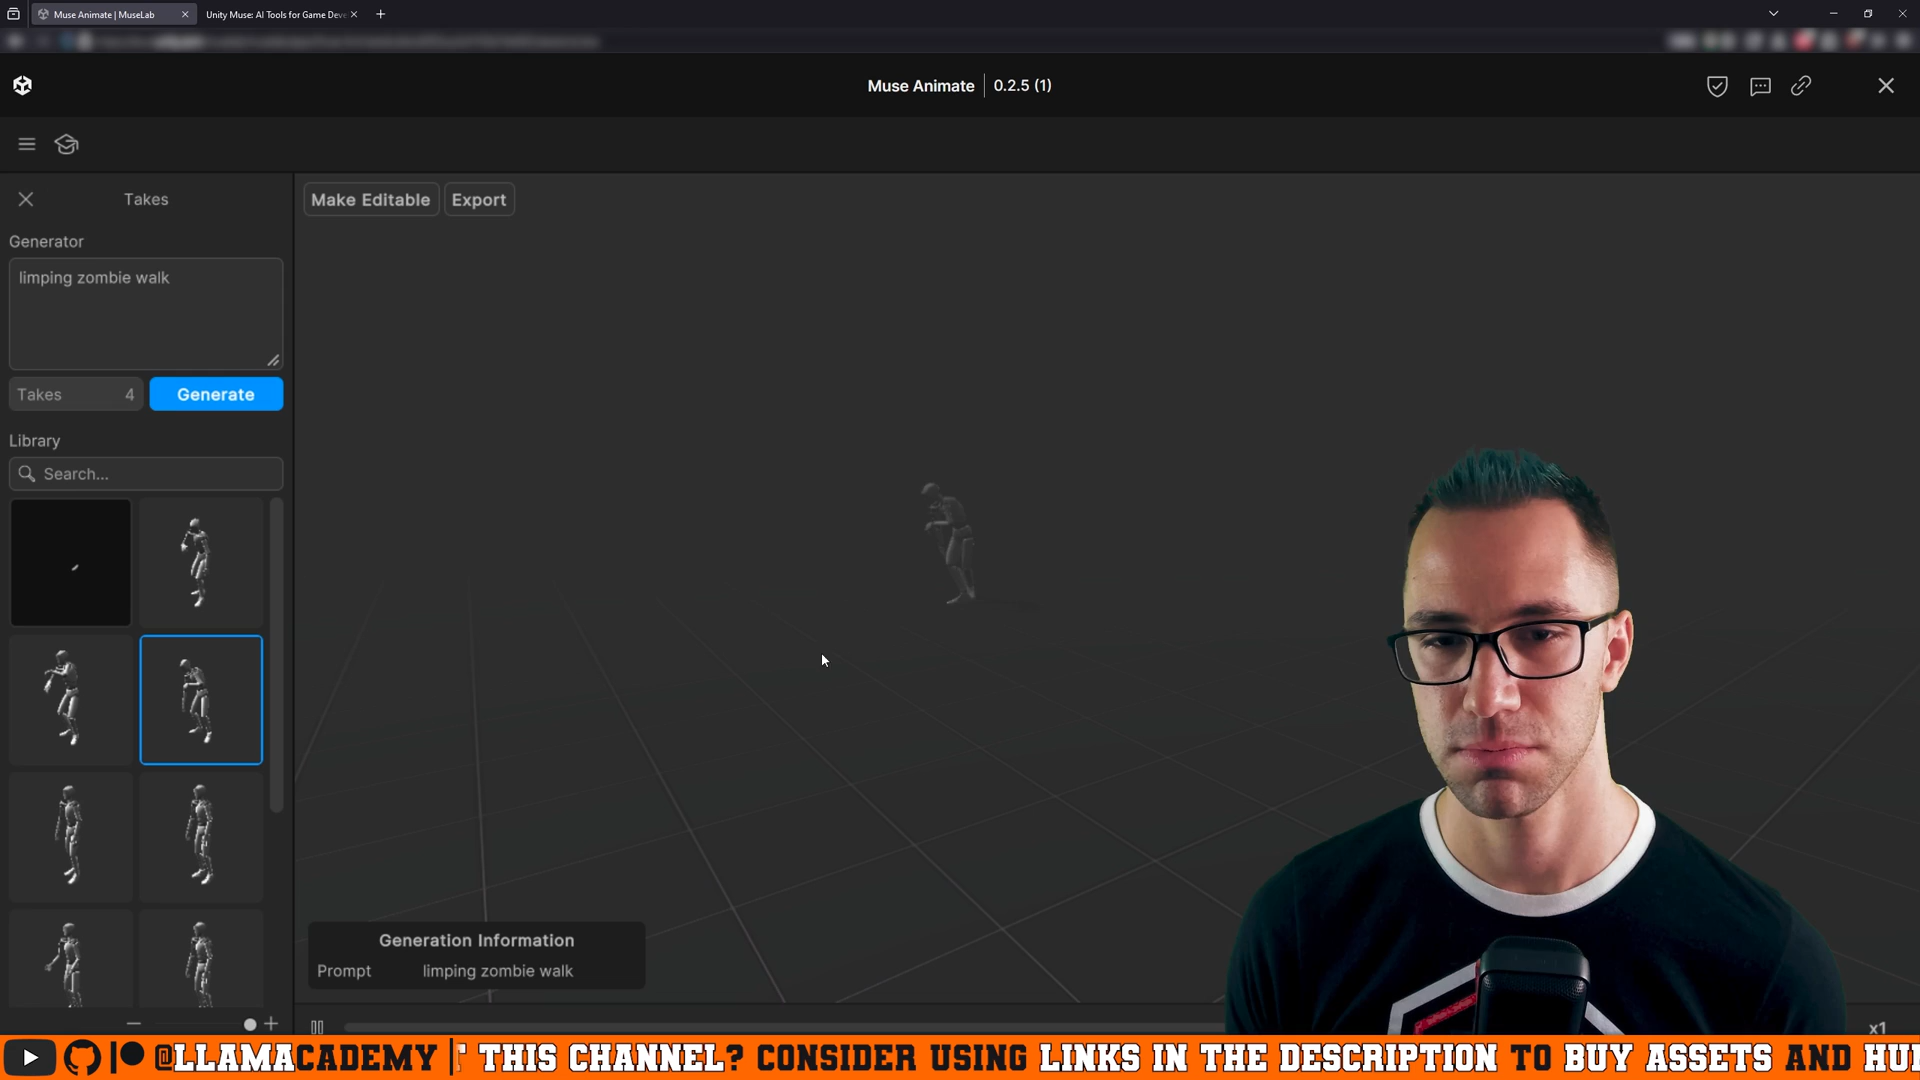 Muse Animate | MuseLab
Unity Muse: AI Tools for Game Deve
Muse Animate 0.2.5 (1)
Takes
Make Editable
Export
Generator
limping zombie walk
Takes 4
Generate
Library
Search...
Generation Information
Prompt limping zombie walk
x1
@LLAMACADEMY THIS CHANNEL? CONSIDER USING LINKS IN THE DESCRIPTION TO BUY ASSETS AND HU